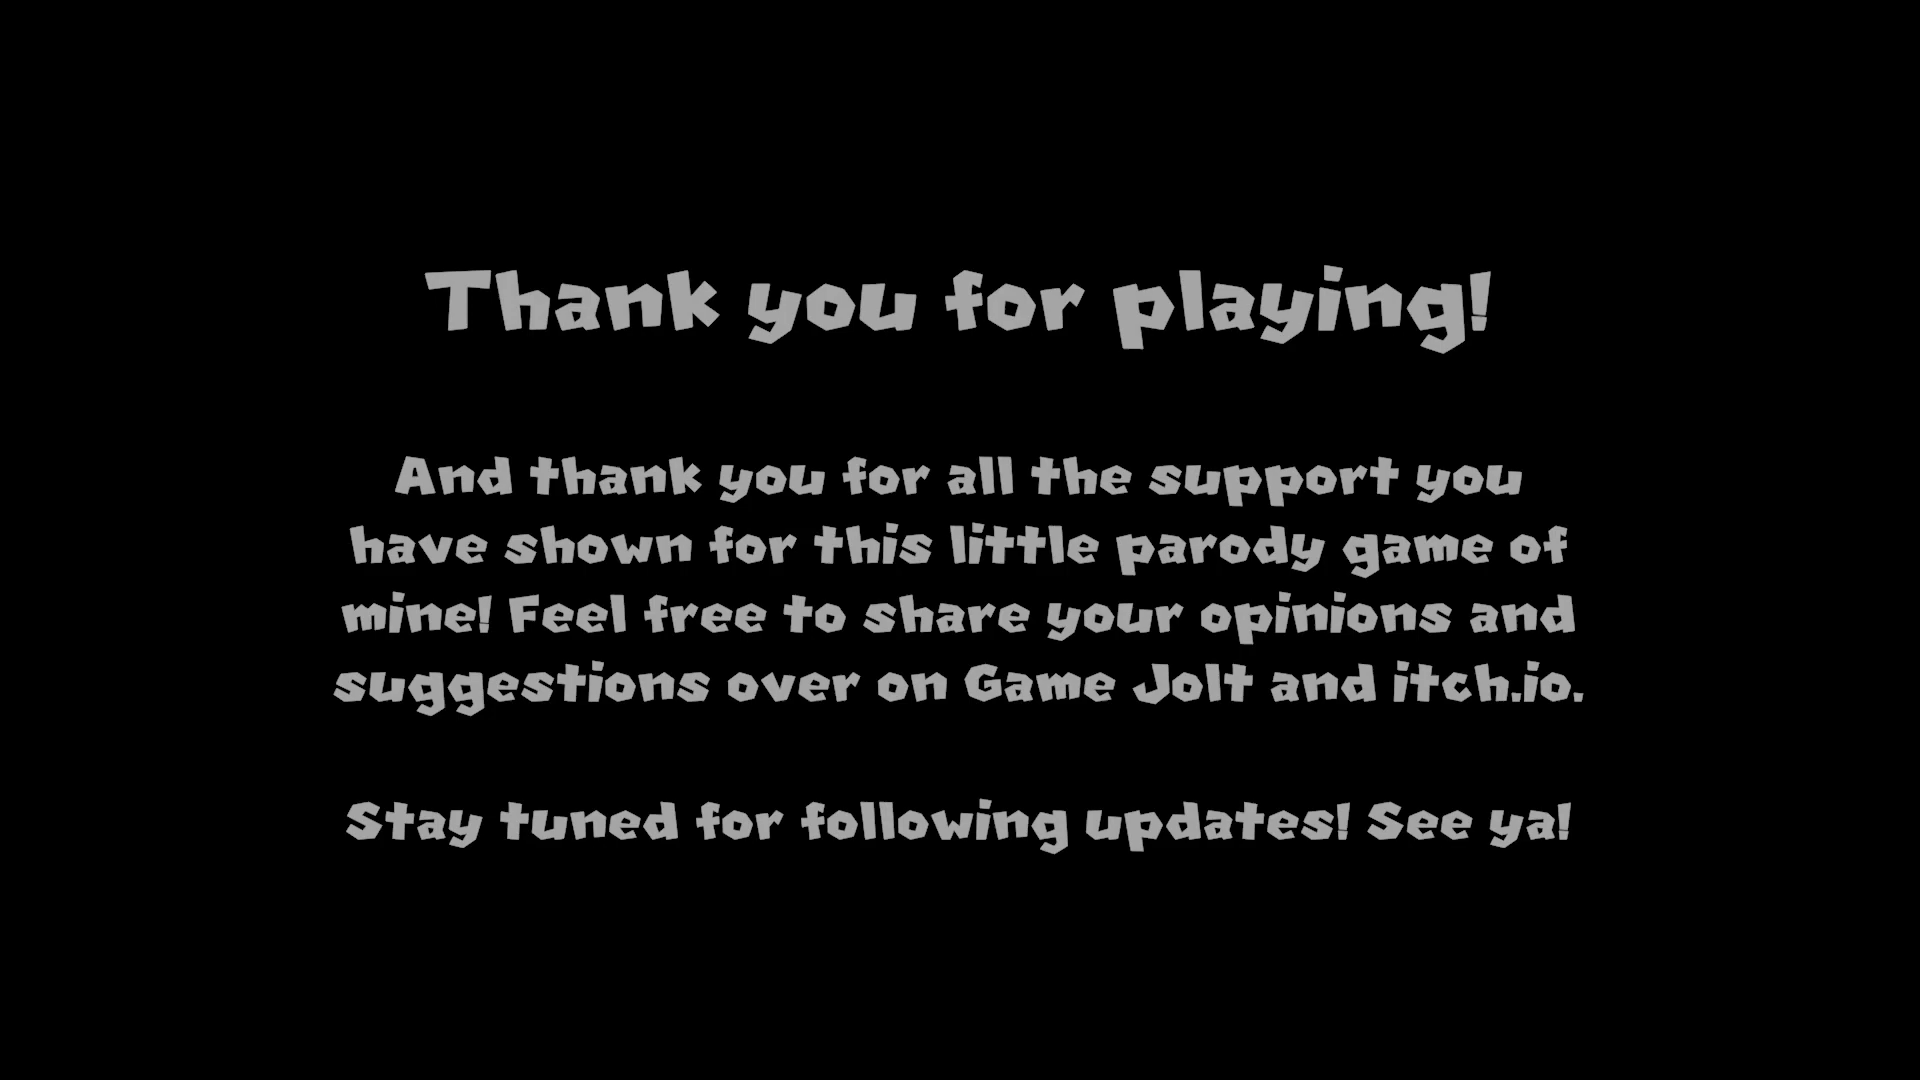 Thank you for playing!
And thank you for all the support you
have shown for this little parody game of
mine! Feel free to share your opinions and
suggestions over on Game Jolt and itch.io.
Stay tuned for following updates! See ya!